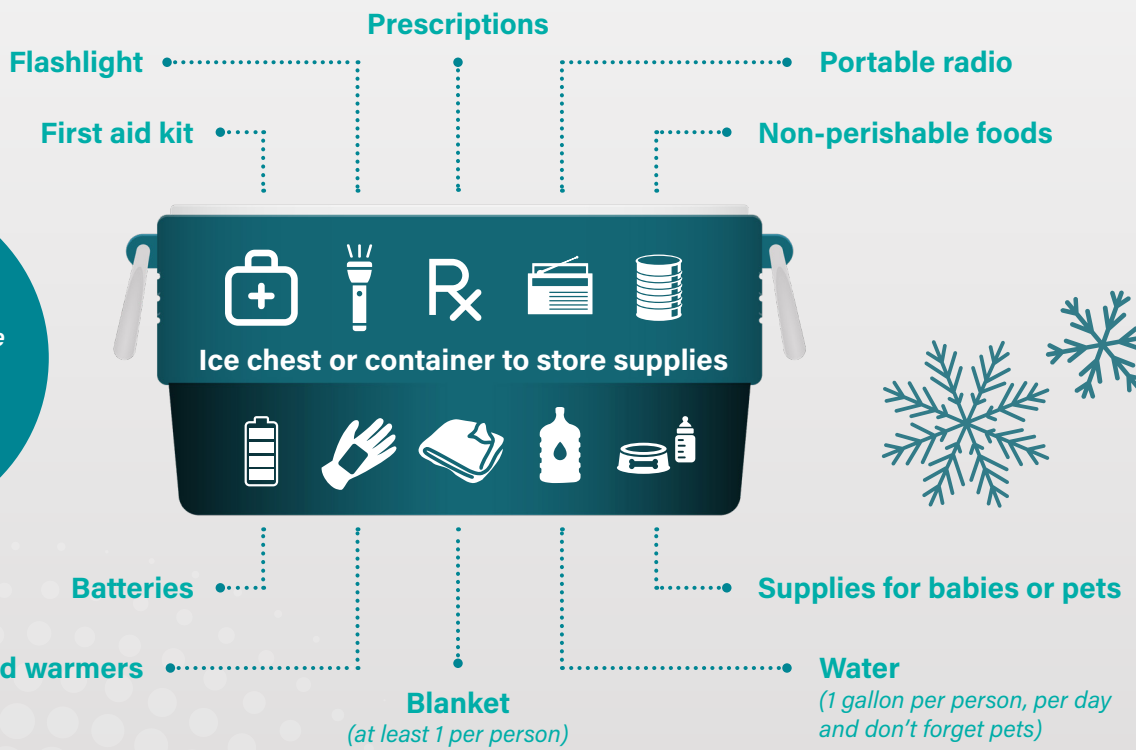 Prescriptions
Flashlight
Portable radio
First aid kit
Non-perishable foods
Rx
Ice chest or container to store supplies
Batteries
Supplies for babies or pets
warmers
Water
(1 gallon per person, per day
and don't forget pets)
Blanket
(at least 1 per person)